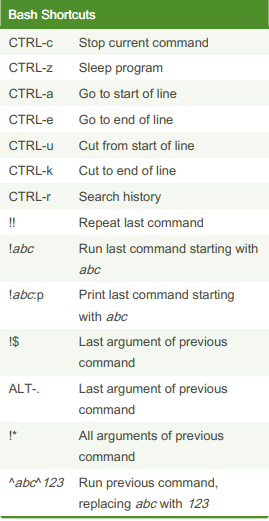 Bash Shortcuts
CTRL-c Stop current command
CTRL-z Sleep program
CTRL-a Go to start of line
CTRL-e Go to end of line
CTRL-u Cut from start of line
CTRL-k Cut to end of line
CTRL-r Search history
!! Repeat last command
!abc Run last command starting with
abc
!abc:p Print last command starting
with abc
!$ Last argument of previous
command
ALT-. Last argument of previous
command
!* All arguments of previous
command
^abc^123 Run previous command,
replacing abc with 123